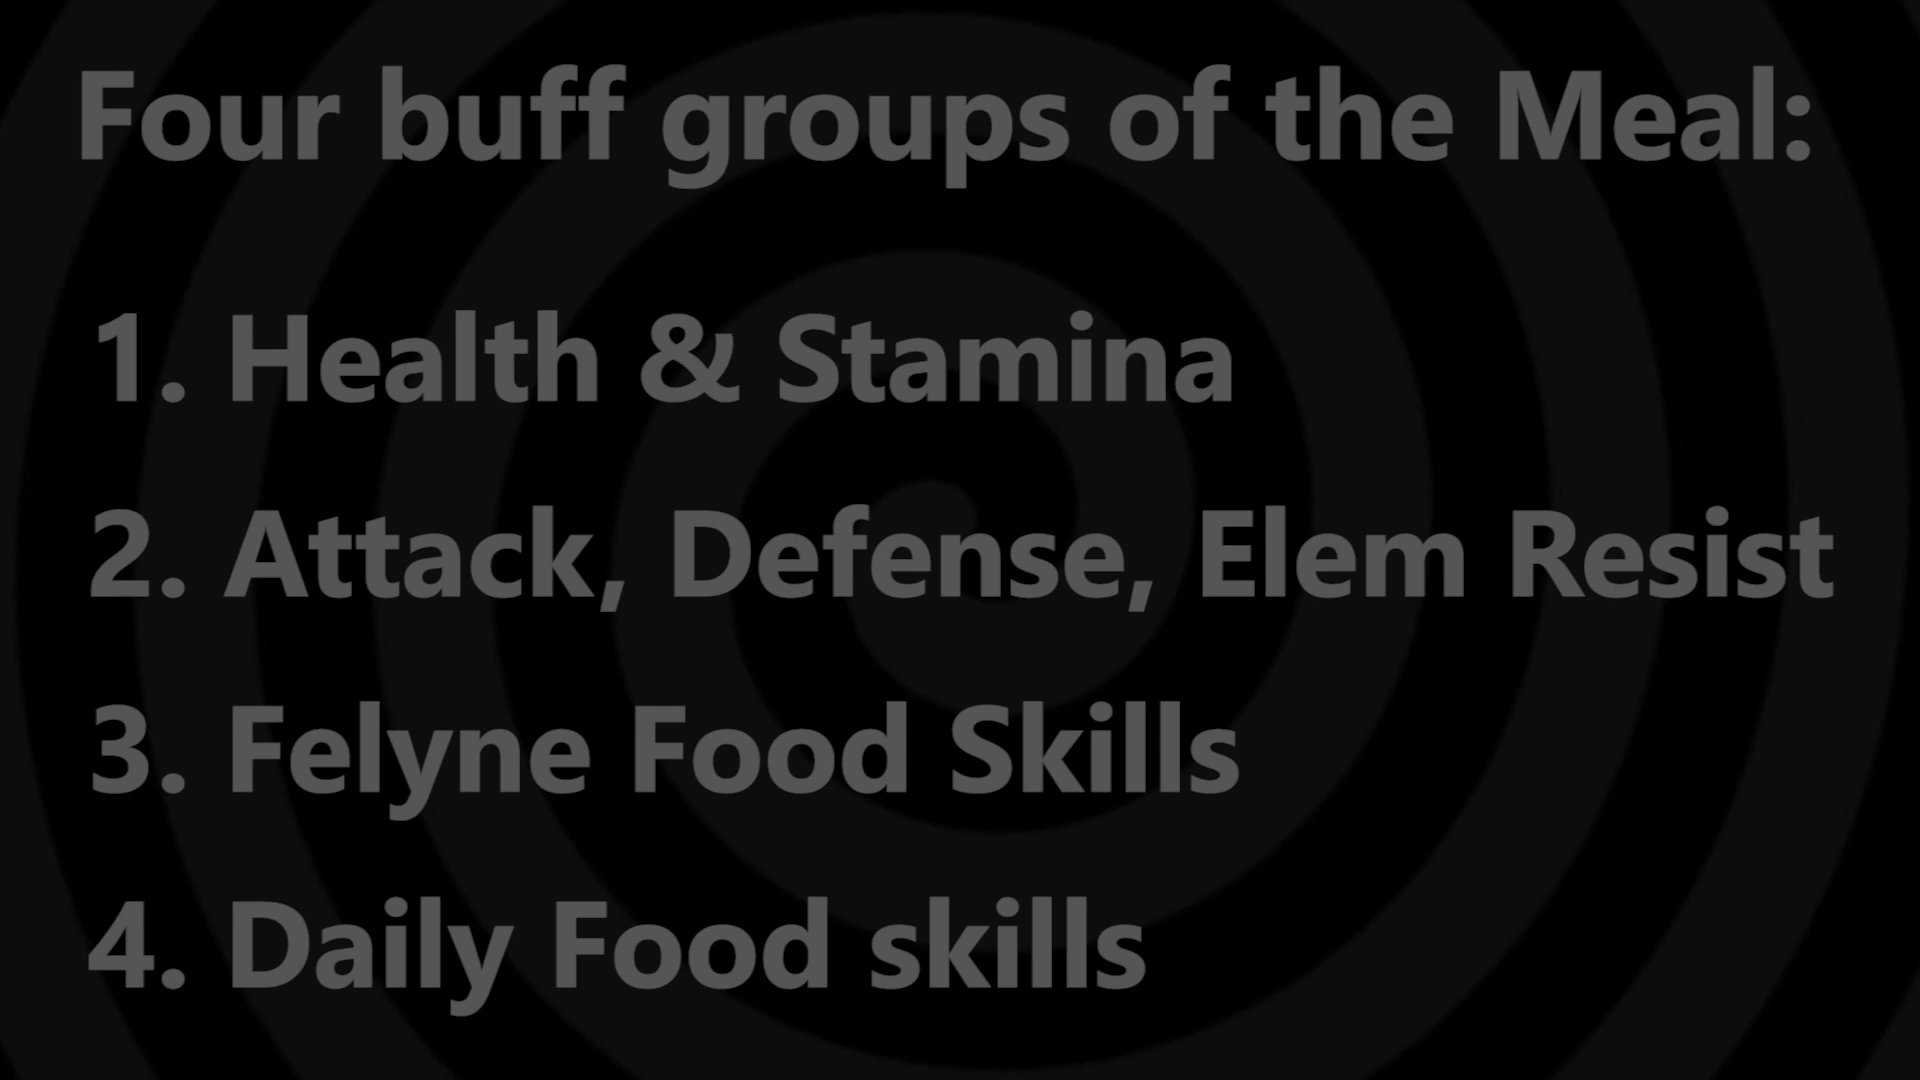 Four buff groups of the Meal:
1. Health & Stamina
2. Attack, Defense, Elem Resist
3. Felyne Food Skills
4. Daily Food skills